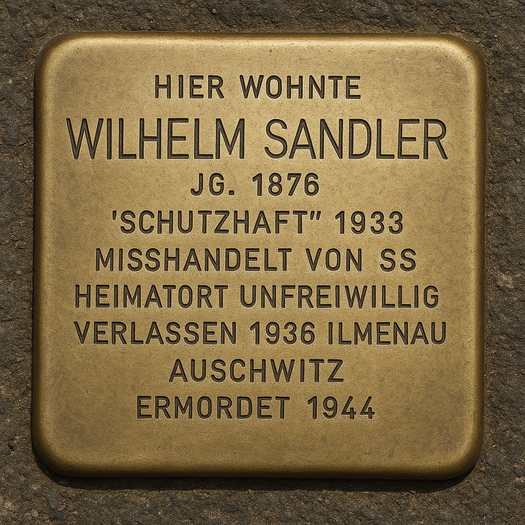 HIER WOHNTE
WILHELM SANDLER
JG. 1876
'SCHUTZHAFT” 1933
MISSHANDELT VON SS
HEIMATORT UNFREIWILLIG
VERLASSEN 1936 ILMENAU
AUSCHWITZ
ERMORDET 1944